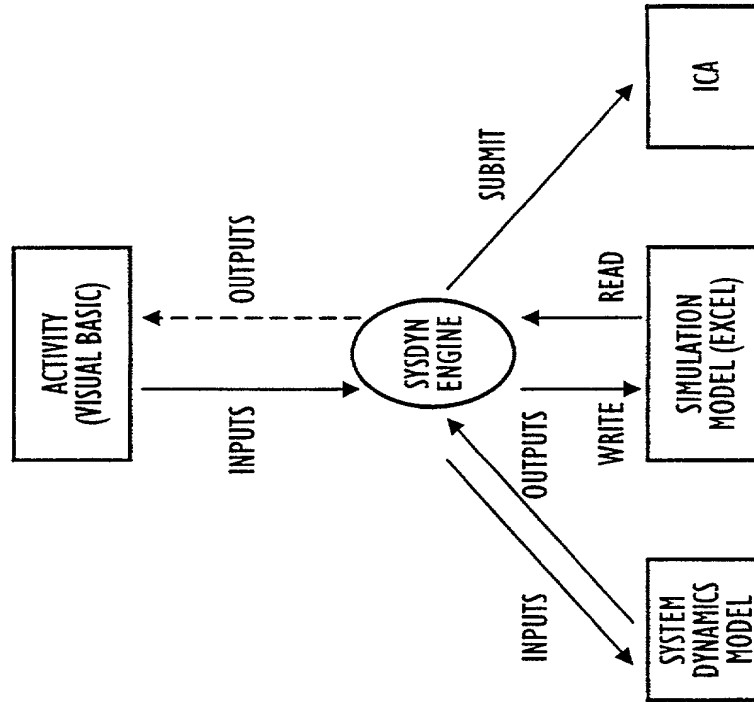 ACTIVITY
(VISUAL BASIC)
INPUTS
OUTPUTS
SYSDYN
ENGINE
INPUTS
OUTPUTS
WRITE
READ
SUBMIT
SYSTEM
DYNAMICS
MODEL
SIMULATION
MODEL (EXCEL)
ICA